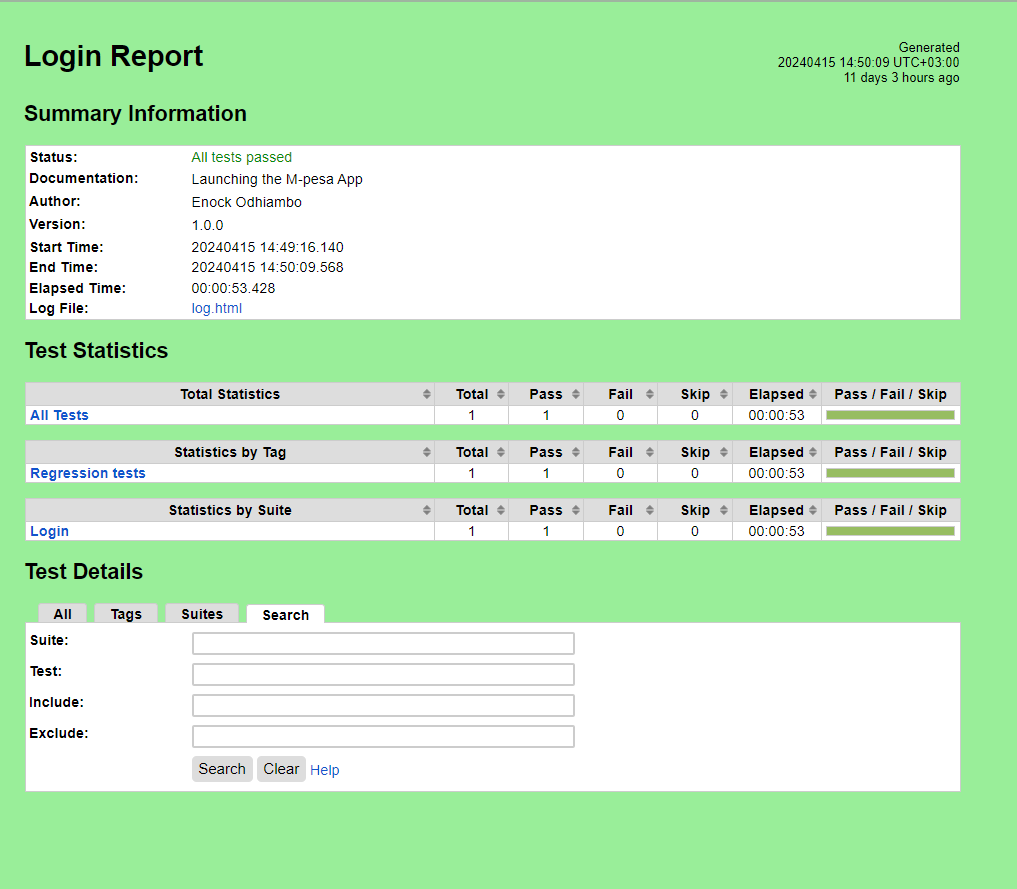 Login Report
Generated
20240415 14:50:09 UTC+03:00
11 days 3 hours ago
Summary Information
Status: All tests passed
Documentation: Launching the M-pesa App
Author: Enock Odhiambo
Version: 1.0.0
Start Time: 20240415 14:49:16.140
End Time: 20240415 14:50:09.568
Elapsed Time: 00:00:53.428
Log File: log.html
Test Statistics
Total Statistics Total Pass Fail Skip Elapsed Pass / Fail / Skip
All Tests 1 1 0 0 00:00:53
Statistics by Tag Total Pass Fail Skip Elapsed Pass / Fail / Skip
Regression tests 1 1 0 0 00:00:53
Statistics by Suite Total Pass Fail Skip Elapsed Pass / Fail / Skip
Login 1 1 0 0 00:00:53
Test Details
All Tags Suites Search
Suite:
Test:
Include:
Exclude:
Search Clear Help